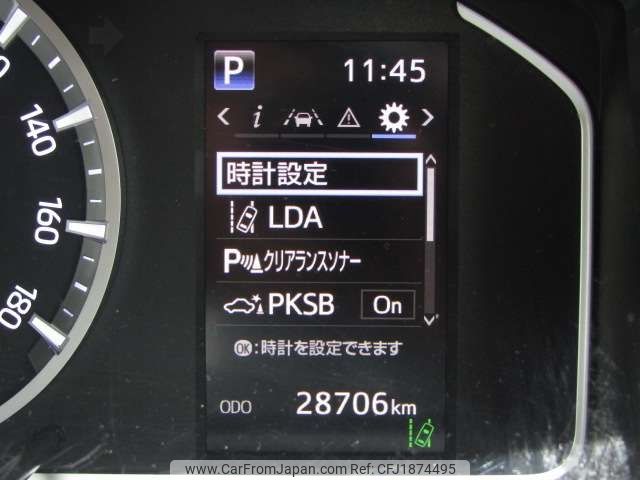 P 11:45
140
160
180
i
時計設定
LDA
P クリアランスソナー
PKSB On
OK:時計を設定できます
ODO 28706km
www.CarFromJapan.com Ref:CFJ1874495